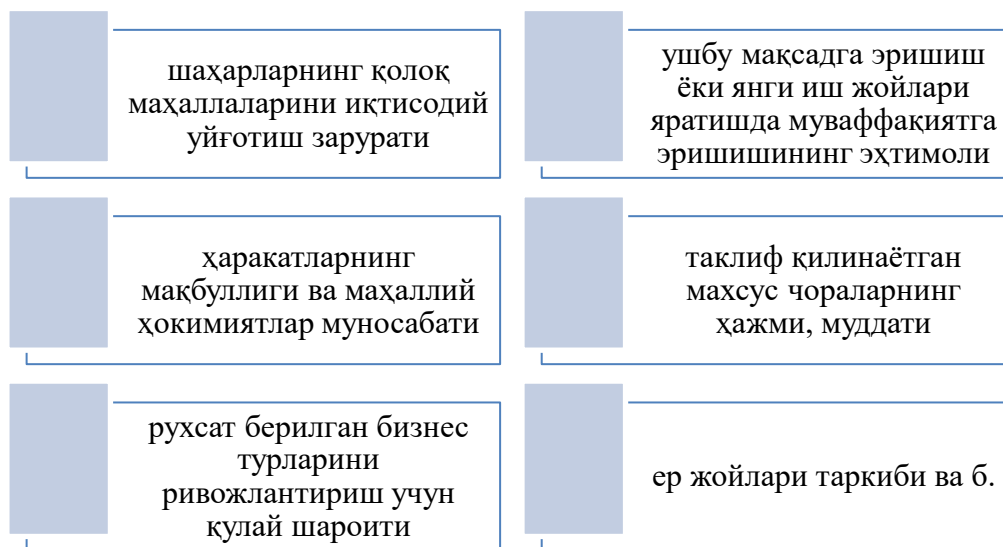 шаҳарларнинг қолоқ
маҳаллаларини иқтисодий
уйғотиш зарурати
ушбу мақсадга эришиш
ёки янги иш жойлари
яратишда муваффақиятга
эришишининг эҳтимоли
ҳаракатларнинг
мақбуллиги ва маҳаллий
ҳокимиятлар муносабати
таклиф қилинаётган
махсус чораларнинг
ҳажми, муддати
рухсат берилган бизнес
турларини
ривожлантириш учун
қулай шароити
ер жойлари таркиби ва б.